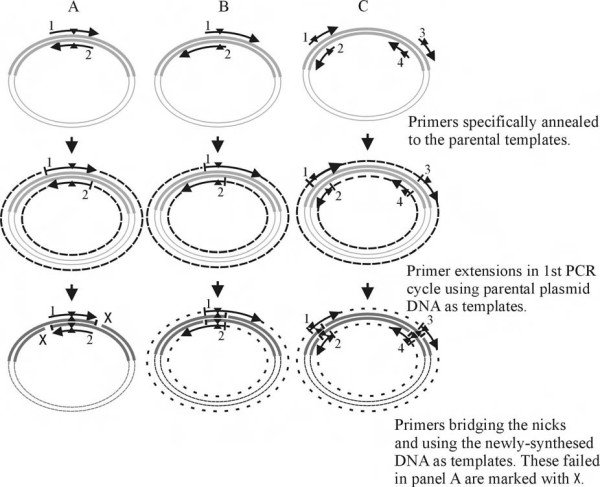 A B C
1 1 1 3
2 2 2 4
Primers specifically annealed
to the parental templates.
1 1 1 3
2 2 2 4
Primer extensions in 1st PCR
cycle using parental plasmid
DNA as templates.
1 X 1 1 3
X 2 2 2 4
Primers bridging the nicks
and using the newly-synthesed
DNA as templates. These failed
in panel A are marked with X.